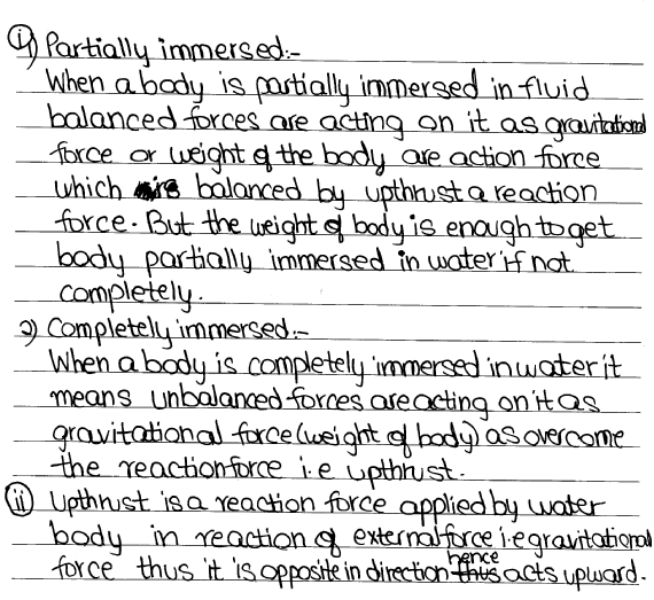 i) 1) Partially immersed:-
When a body is partially immersed in fluid
balanced forces are acting on it as gravitational
force or weight of the body are action force
which is balanced by upthrust a reaction
force. But the weight of body is enough to get
body partially immersed in water if not
completely.
2) Completely immersed:-
When a body is completely immersed in water it
means unbalanced forces are acting on it as
gravitational force (weight of body) as overcome
the reaction force i.e upthrust.
(ii) Upthrust is a reaction force applied by water
body in reaction of external force i.e gravitational
force thus it is opposite in direction hence acts upward.